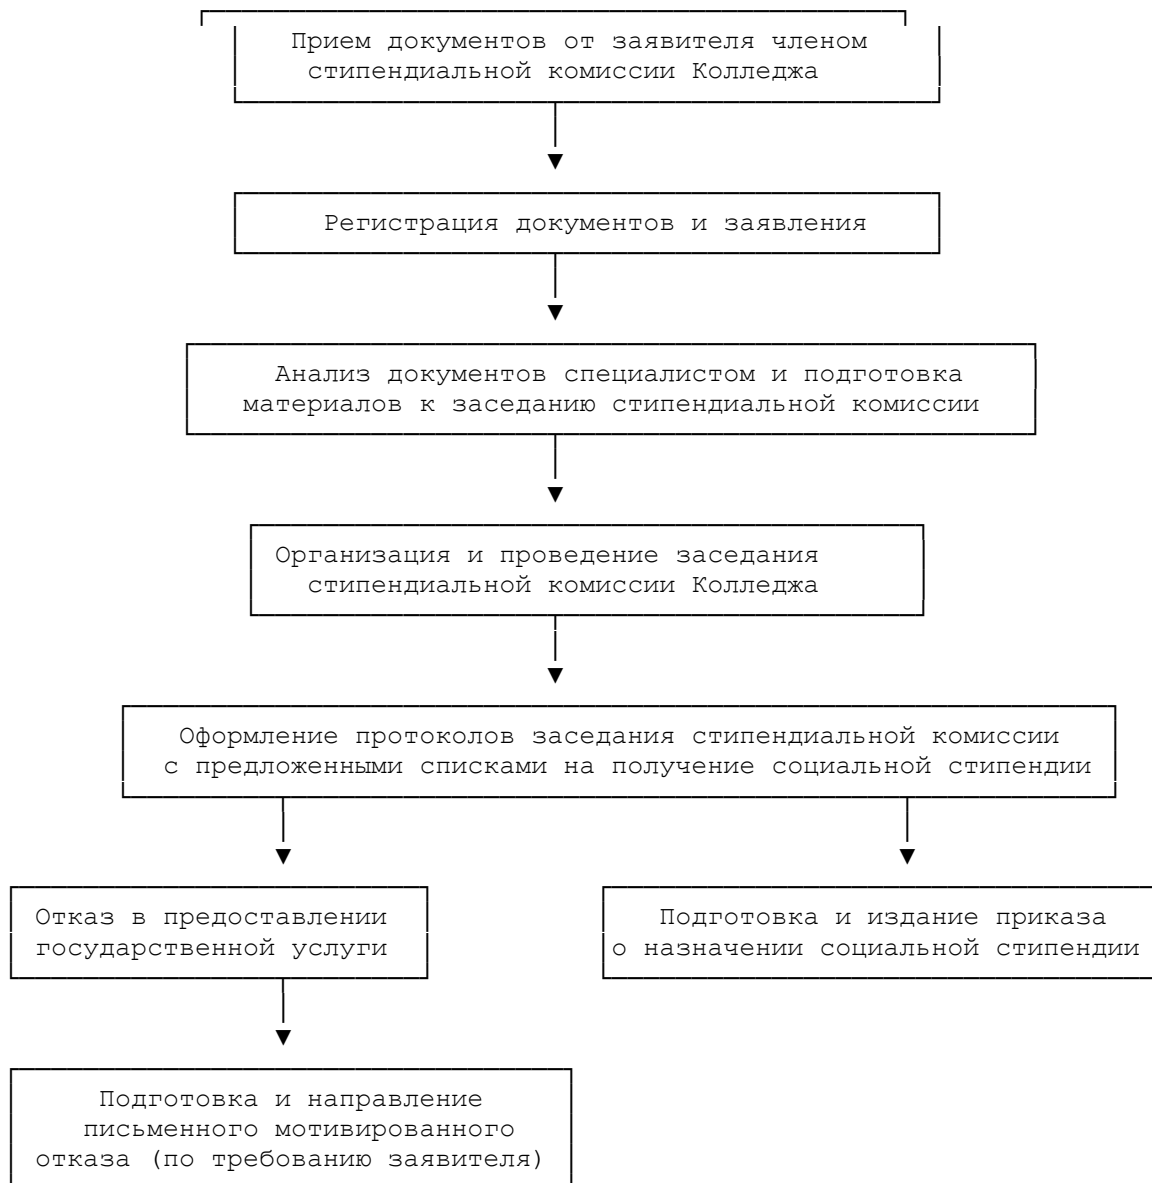 Прием документов от заявителя членом
стипендиальной комиссии Колледжа
Регистрация документов и заявления
Анализ документов специалистом и подготовка
материалов к заседанию стипендиальной комиссии
Организация и проведение заседания
стипендиальной комиссии Колледжа
Оформление протоколов заседания стипендиальной комиссии
с предложенными списками на получение социальной стипендии
Отказ в предоставлении
государственной услуги
Подготовка и издание приказа
о назначении социальной стипендии
Подготовка и направление
письменного мотивированного
отказа (по требованию заявителя)